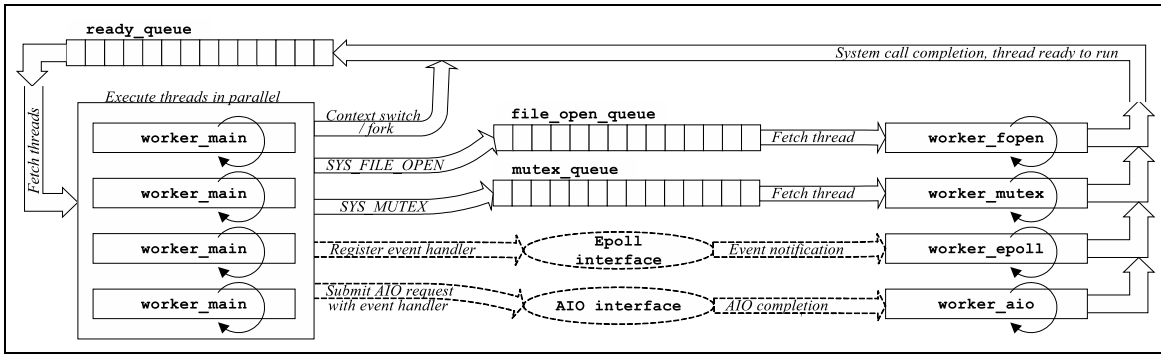 ready_queue
System call completion, thread ready to run
Fetch threads
Execute threads in parallel
worker_main
worker_main
worker_main
worker_main
Context switch
/ fork
SYS_FILE_OPEN
SYS_MUTEX
Register event handler
Submit AIO request
with event handler
file_open_queue
Fetch thread
mutex_queue
Fetch thread
Epoll
interface
Event notification
AIO interface
AIO completion
worker_fopen
worker_mutex
worker_epoll
worker_aio